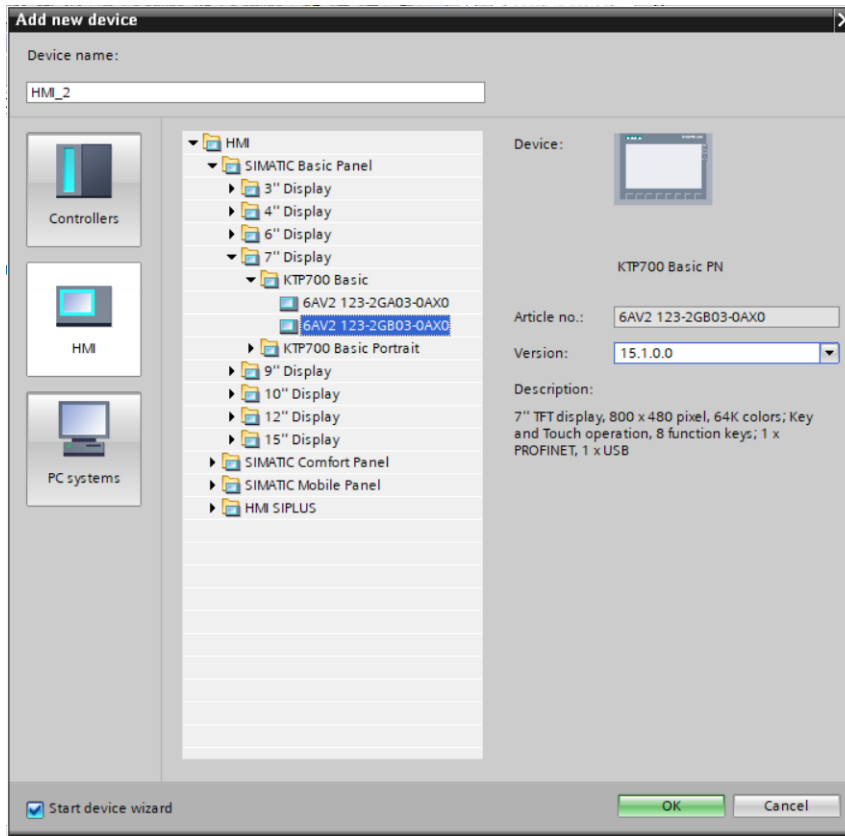 Add new device
Device name:
HMI_2
Controllers
HMI
PC systems
HMI
SIMATIC Basic Panel
3'' Display
4'' Display
6'' Display
7'' Display
KTP700 Basic
6AV2 123-2GA03-0AX0
6AV2 123-2GB03-0AX0
KTP700 Basic Portrait
9'' Display
10'' Display
12'' Display
15'' Display
SIMATIC Comfort Panel
SIMATIC Mobile Panel
HMI SIPLUS
Device:
KTP700 Basic PN
Article no.: 6AV2 123-2GB03-0AX0
Version: 15.1.0.0
Description:
7'' TFT display, 800 x 480 pixel, 64K colors; Key
and Touch operation, 8 function keys; 1 x
PROFINET, 1 x USB
Start device wizard
OK Cancel